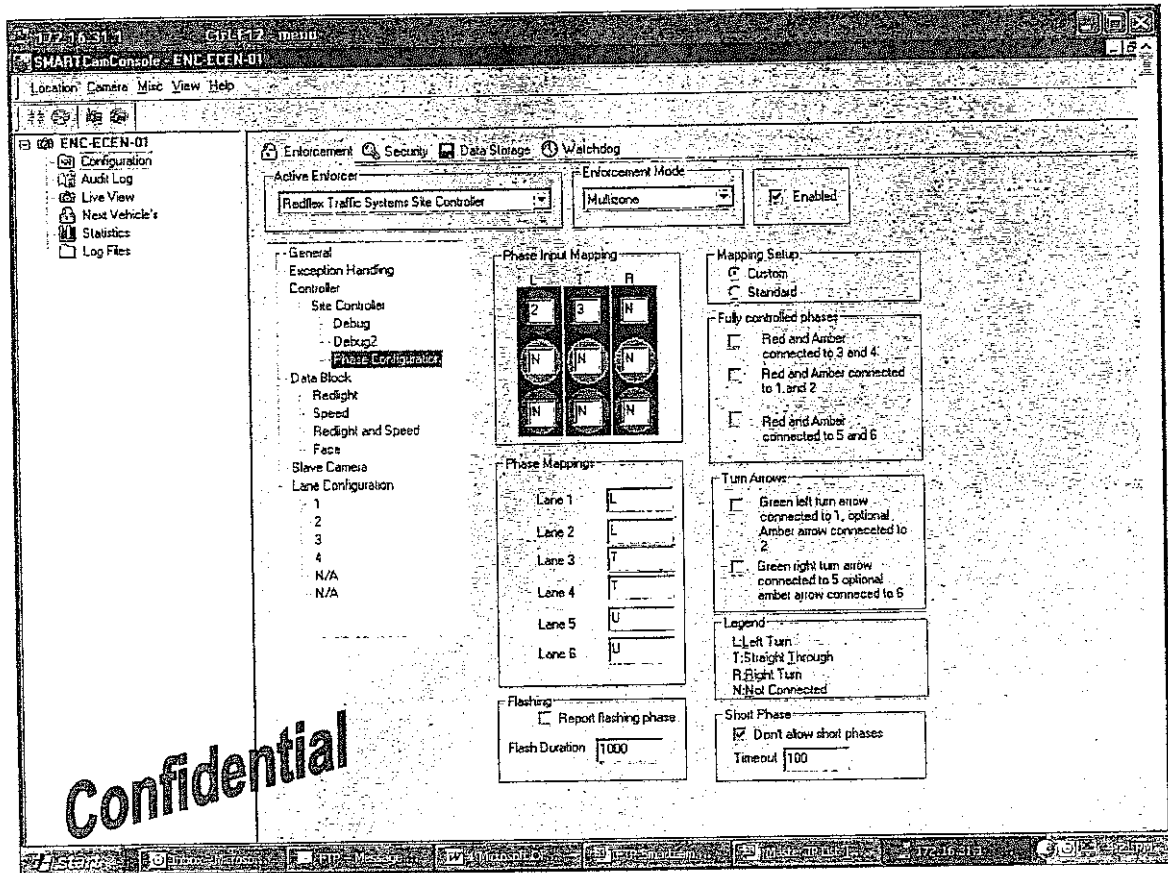 172.16.31.1
menu
SMARTCamConsole - ENC-ECEN-01
Location Camera Misc View Help
ENC-ECEN-01
Configuration
Audit Log
Live View
Next Vehicle's
Statistics
Log Files
Enforcement Security Data Storage Watchdog
Active Enforcer
Redflex Traffic Systems Site Controller
Enforcement Mode
Multizone
Enabled
General
Exception Handling
Controller
Site Controller
Debug
Debug2
Phase Configuration
Data Block
Redlight
Speed
Redlight and Speed
Face
Slave Camera
Lane Configuration
1
2
3
4
N/A
N/A
Phase Input Mapping
L T R
2 3 N
N N N
N N N
Phase Mappings
Lane 1 L
Lane 2 L
Lane 3 T
Lane 4 T
Lane 5 U
Lane 6 U
Flashing
Report flashing phase
Flash Duration 1000
Mapping Setup
Custom
Standard
Fully controlled phases
Red and Amber
connected to 3 and 4
Red and Amber connected
to 1 and 2
Red and Amber
connected to 5 and 6
Turn Arrows
Green left turn arrow
connected to 1, optional
Amber arrow conneceted to
2
Green right turn arrow
connected to 5 optional
amber arrow conneced to 6
Legend
L:Left Turn
T:Straight Through
R:Right Turn
N:Not Connected
Short Phase
Don't allow short phases
Timeout 100
Confidential
start
172.16.31.1